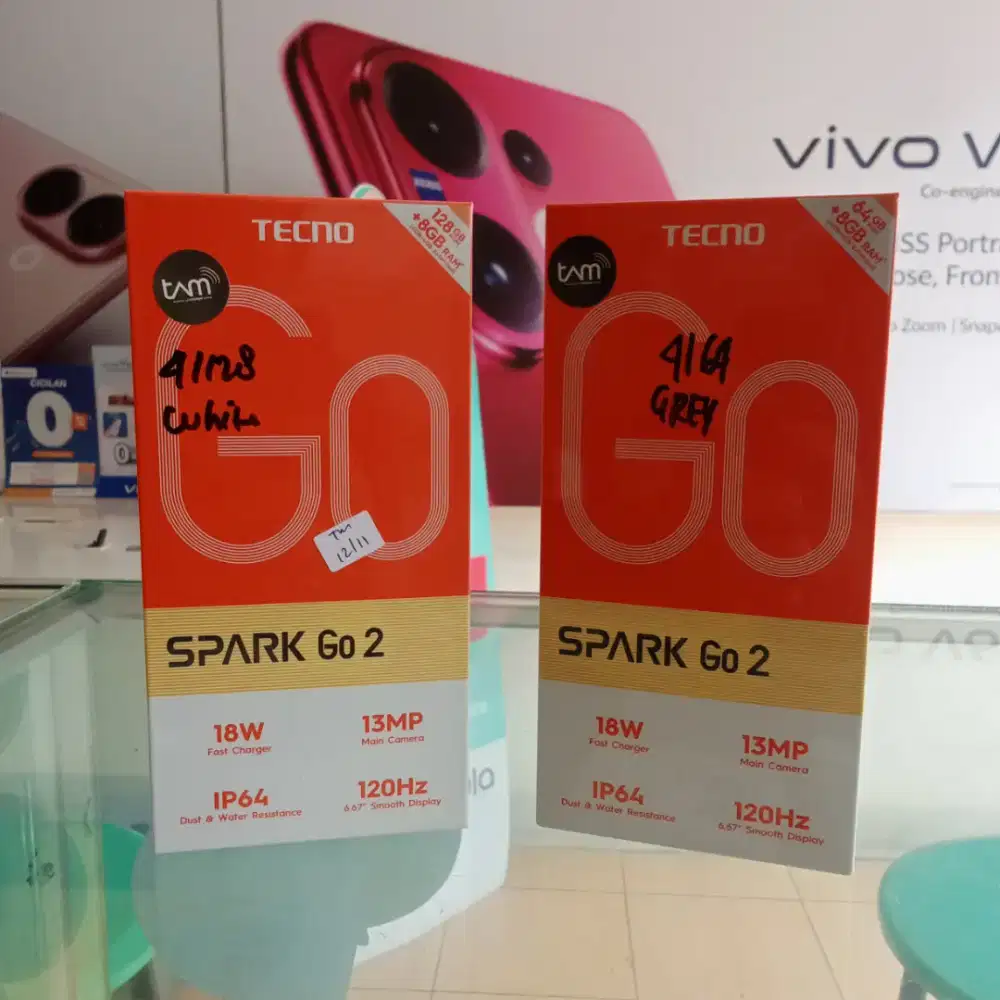 TECNO
128GB
+8GB RAM*
tam
4/128
White
12/11
SPARK Go 2
18W
Fast Charger
13MP
Main Camera
IP64
Dust & Water Resistance
120Hz
6.67" Smooth Display
TECNO
64GB
+8GB RAM*
tam
4/64
GREY
Go
SPARK Go 2
18W
Fast Charger
13MP
Main Camera
IP64
Dust & Water Resistance
120Hz
6.67" Smooth Display
vivo V
Co-engine
SS Portr
ose, Fron
Zoom | Snap
CICILAN
0